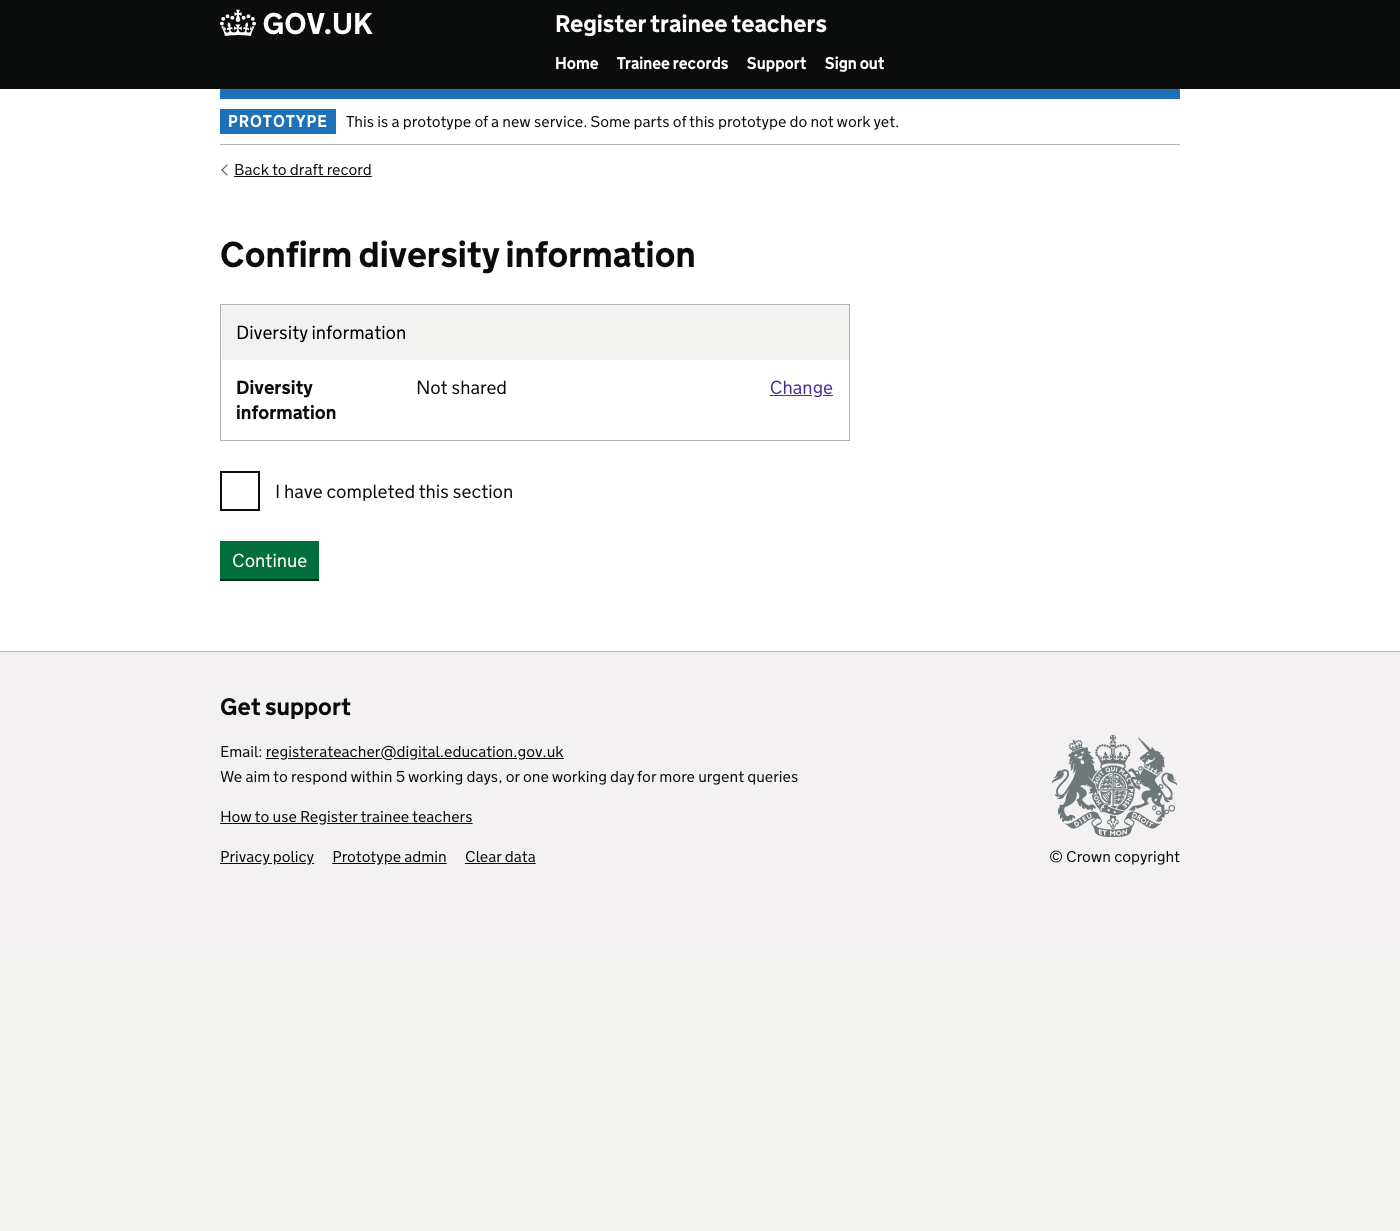 GOV.UK
Register trainee teachers
Home Trainee records Support Sign out
PROTOTYPE This is a prototype of a new service. Some parts of this prototype do not work yet.
Back to draft record
Confirm diversity information
Diversity information
Diversity information Not shared Change
I have completed this section
Continue
Get support
Email: registerateacher@digital.education.gov.uk
We aim to respond within 5 working days, or one working day for more urgent queries
How to use Register trainee teachers
Privacy policy Prototype admin Clear data
DIEU ET MON DROIT
© Crown copyright